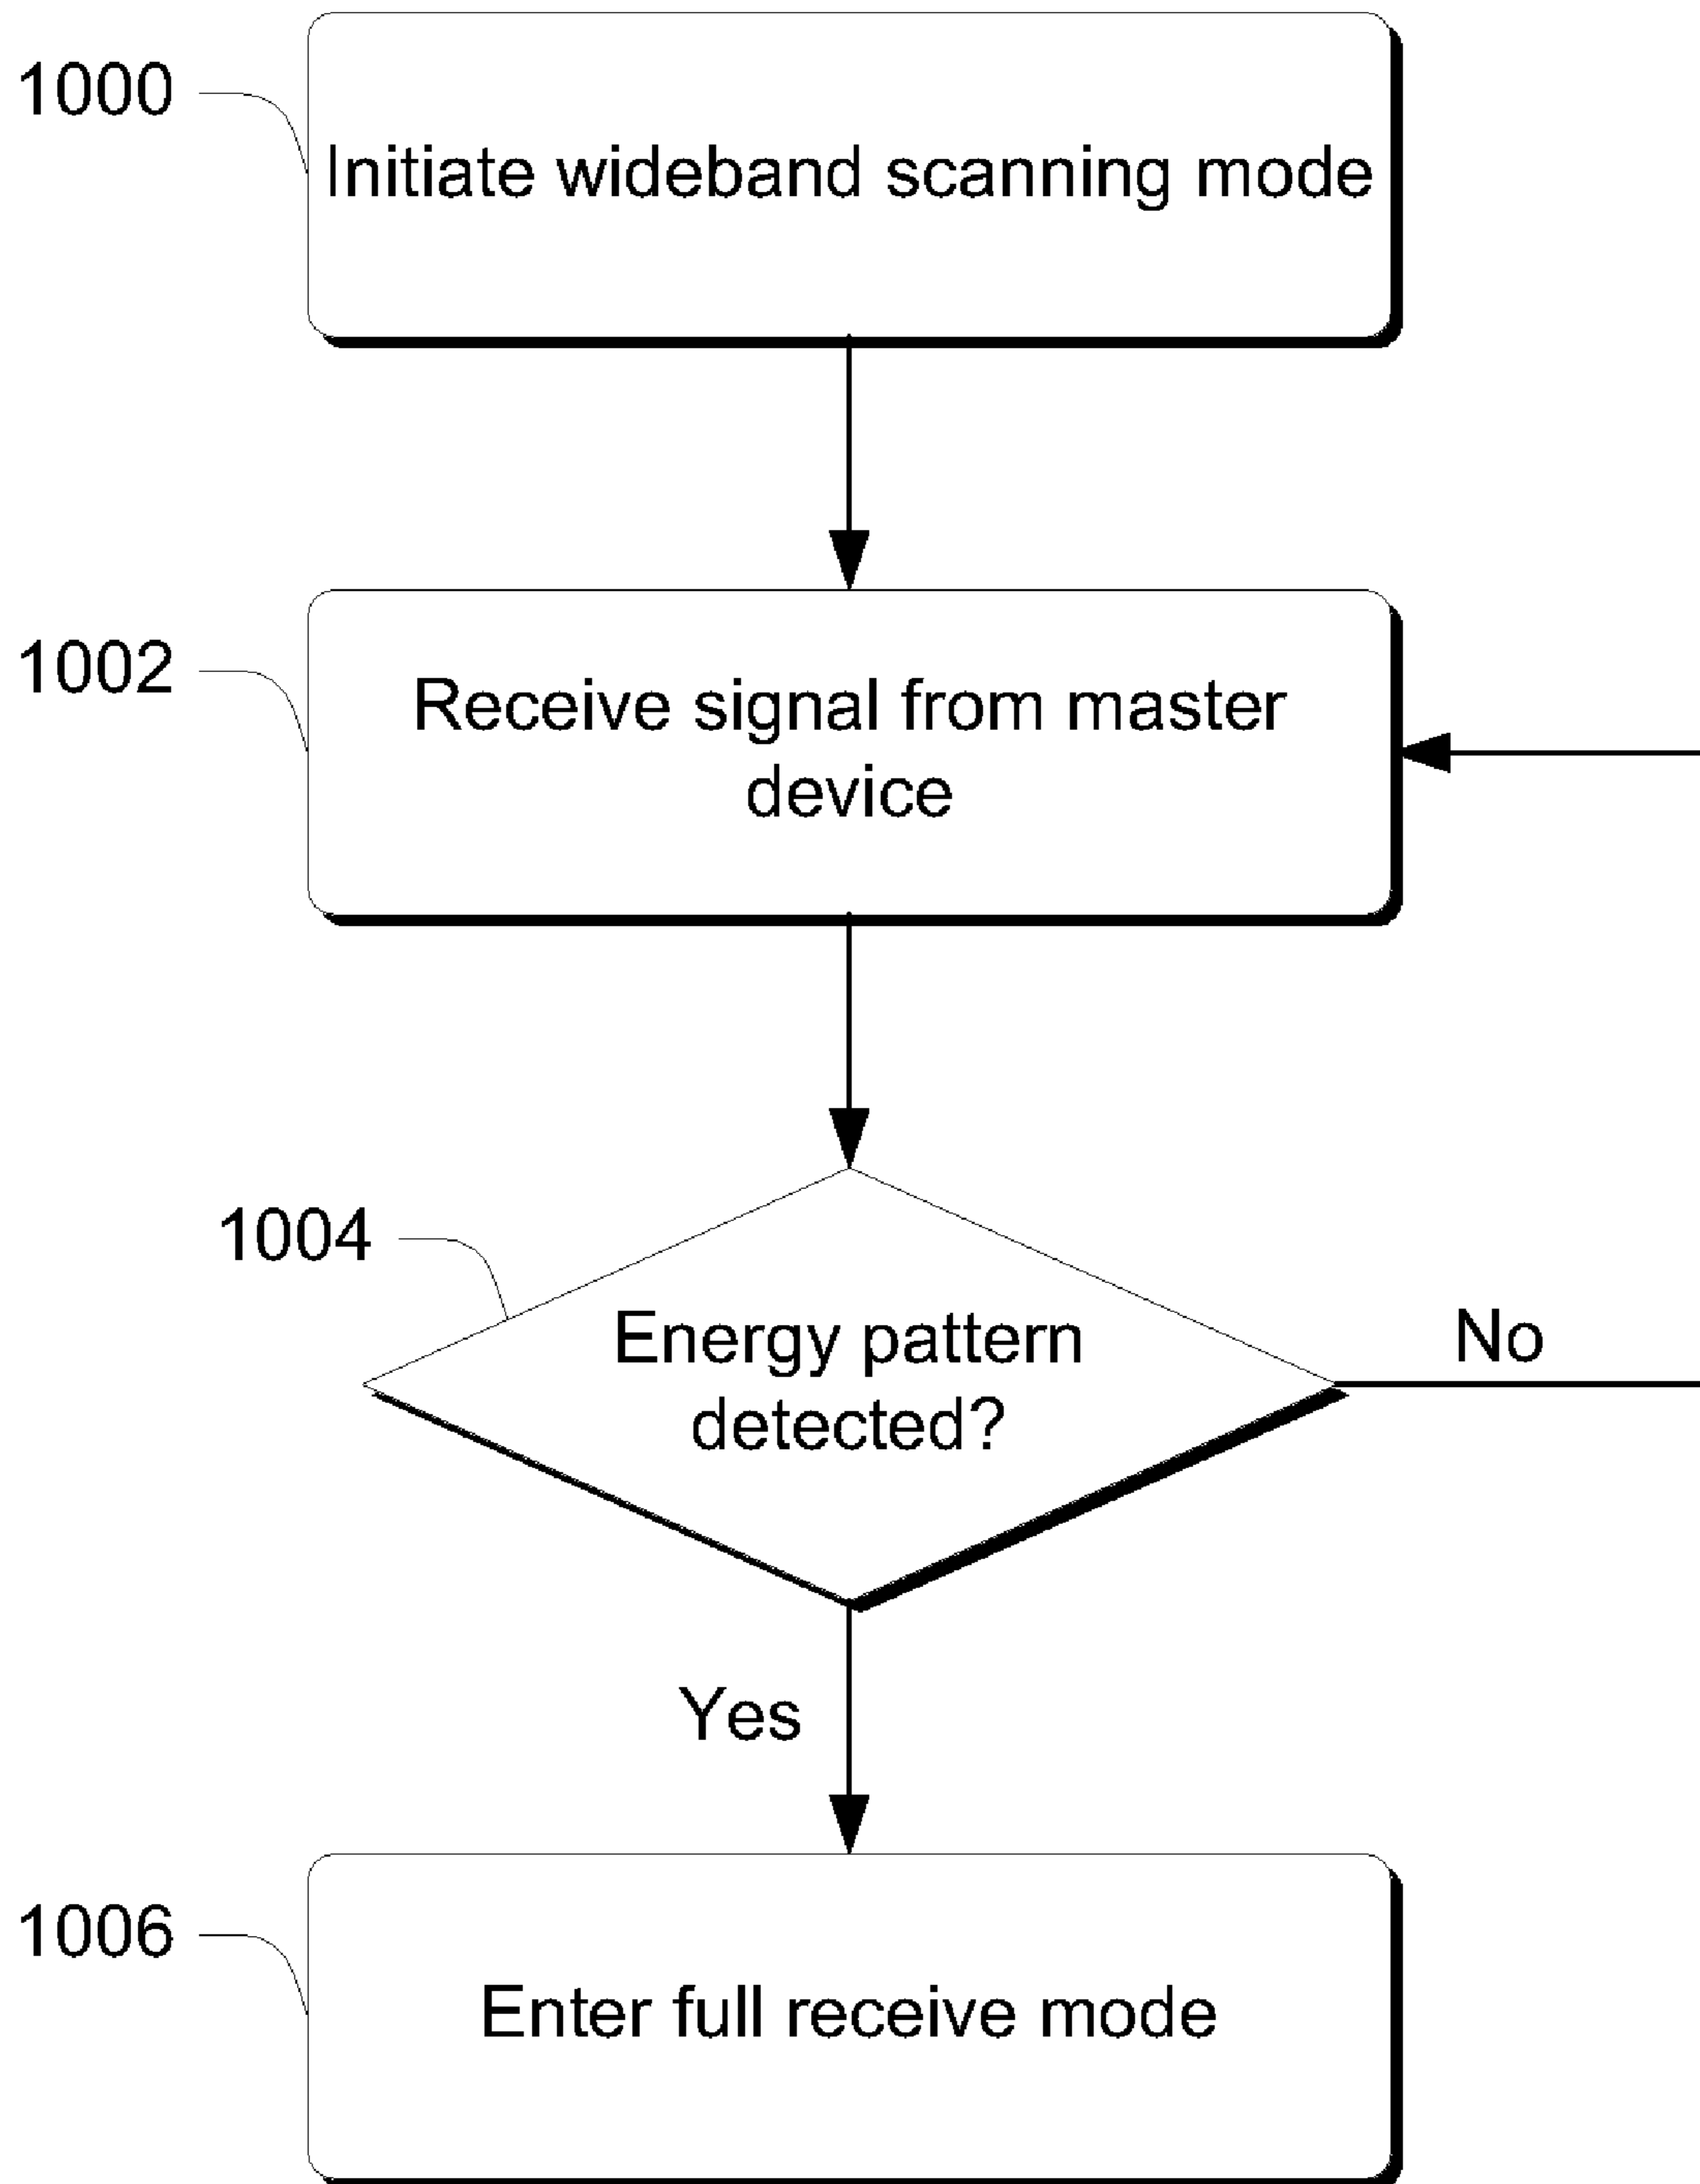 1000
Initiate wideband scanning mode
1002
Receive signal from master
device
1004
Energy pattern
detected?
No
Yes
1006
Enter full receive mode